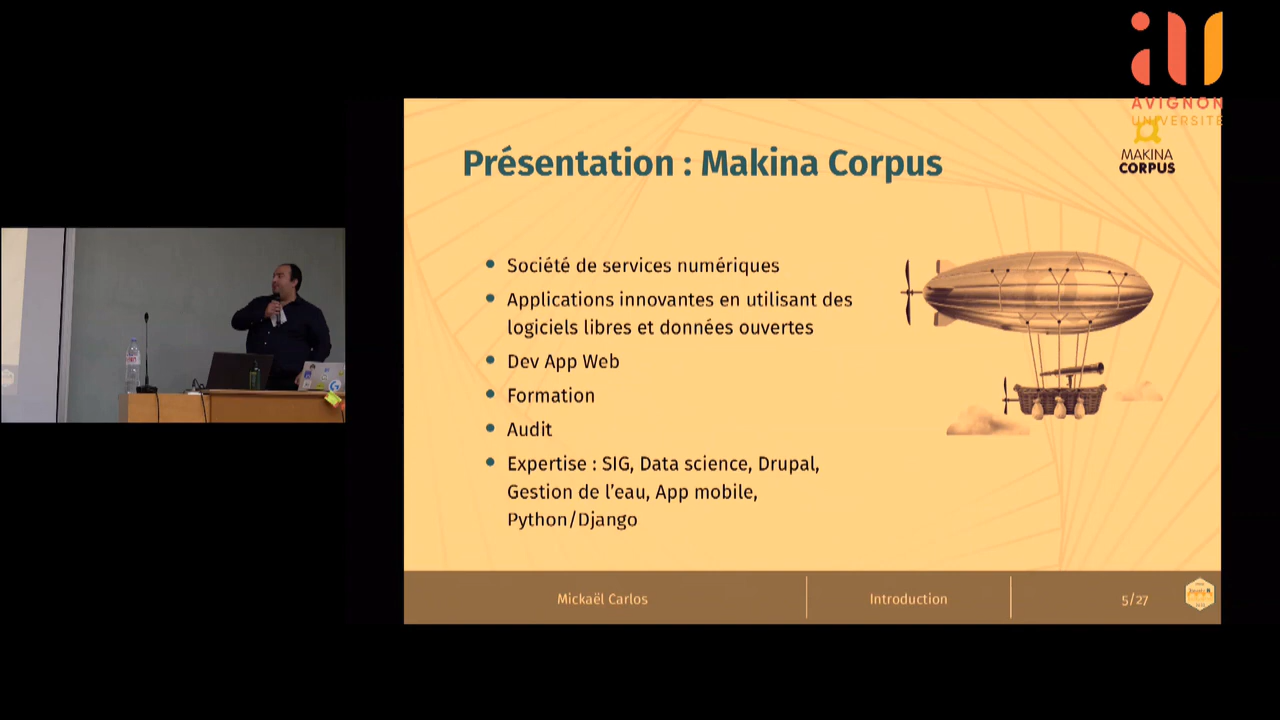 AVIGNON
UNIVERSITE
MAKINA
CORPUS
Présentation : Makina Corpus
Société de services numériques
Applications innovantes en utilisant des
logiciels libres et données ouvertes
Dev App Web
Formation
Audit
Expertise : SIG, Data science, Drupal,
Gestion de l'eau, App mobile,
Python/Django
Mickaël Carlos
Introduction
5/27